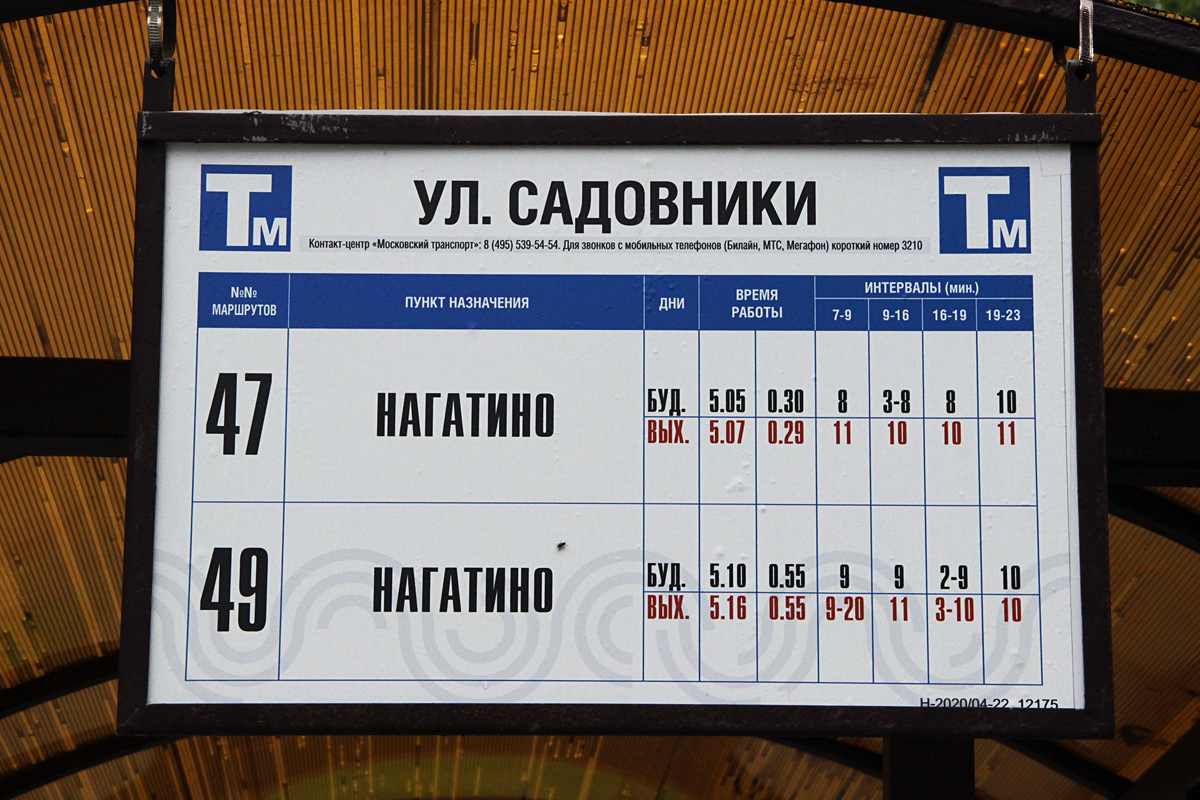 Тм
УЛ. САДОВНИКИ
Тм
Контакт-центр «Московский транспорт»: 8 (495) 539-54-54. Для звонков с мобильных телефонов (Билайн, МТС, Мегафон) короткий номер 3210
№№ МАРШРУТОВ
ПУНКТ НАЗНАЧЕНИЯ
ДНИ
ВРЕМЯ РАБОТЫ
ИНТЕРВАЛЫ (мин.)
7-9 9-16 16-19 19-23
47 НАГАТИНО
БУД. 5.05 0.30 8 3-8 8 10
ВЫХ. 5.07 0.29 11 10 10 11
49 НАГАТИНО
БУД. 5.10 0.55 9 9 2-9 10
ВЫХ. 5.16 0.55 9-20 11 3-10 10
Н-2020/04-22 12175